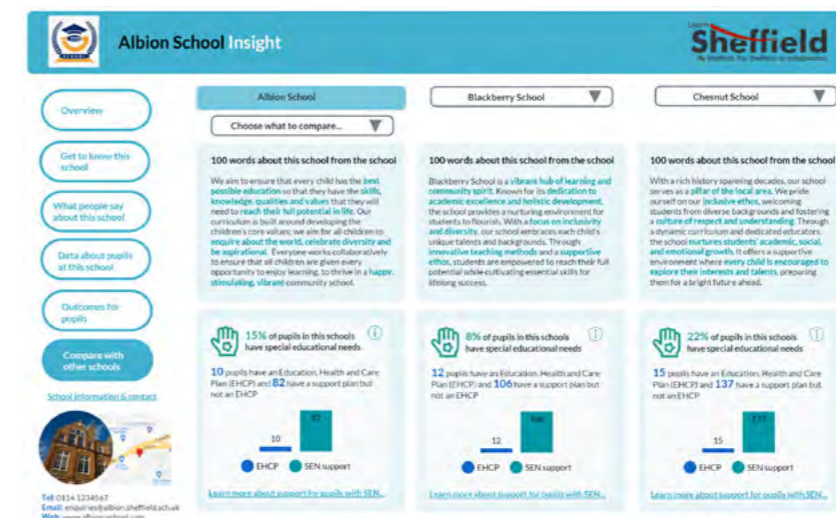 Albion School Insight
Learn
Sheffield
Overview
Get to know this
school
What people say
about this school
Data about pupils
at this school
Outcomes for
pupils
Compare with
other schools
School information & contact
Tel: 0114 1234567
Email: enquiries@albion.sheffield.sch.uk
Web: www.albionschool.com
Albion School
Choose what to compare...
100 words about this school from the school
We aim to ensure that every child has the best
possible education so that they have the skills,
knowledge, qualities and values that they will
need to reach their full potential in life. Our
curriculum is built around developing the
children's core values; we aim for all children to
enquire about the world, celebrate diversity and
be aspirational. Everyone works collaboratively
to ensure that all children are given every
opportunity to enjoy learning, to thrive in a happy,
stimulating, vibrant community school.
15% of pupils in this schools
have special educational needs
10 pupils have an Education, Health and Care
Plan (EHCP) and 82 have a support plan but
not an EHCP
10
82
EHCP SEN support
Learn more about support for pupils with SEN...
Blackberry School
100 words about this school from the school
Blackberry School is a vibrant hub of learning and
community spirit. Known for its dedication to
academic excellence and holistic development,
the school provides a nurturing environment for
students to flourish. With a focus on inclusivity
and diversity, our school embraces each child's
unique talents and backgrounds. Through
innovative teaching methods and a supportive
ethos, students are empowered to reach their full
potential while cultivating essential skills for
lifelong success.
8% of pupils in this schools
have special educational needs
12 pupils have an Education, Health and Care
Plan (EHCP) and 106 have a support plan but
not an EHCP
12
106
EHCP SEN support
Learn more about support for pupils with SEN...
Chesnut School
100 words about this school from the school
With a rich history spanning decades, our school
serves as a pillar of the local area. We pride
ourself on our inclusive ethos, welcoming
students from diverse backgrounds and fostering
a culture of respect and understanding. Through
a dynamic curriculum and dedicated educators,
the school nurtures students' academic, social,
and emotional growth. It offers a supportive
environment where every child is encouraged to
explore their interests and talents, preparing
them for a bright future ahead.
22% of pupils in this schools
have special educational needs
15 pupils have an Education, Health and Care
Plan (EHCP) and 137 have a support plan but
not an EHCP
15
137
EHCP SEN support
Learn more about support for pupils with SEN...